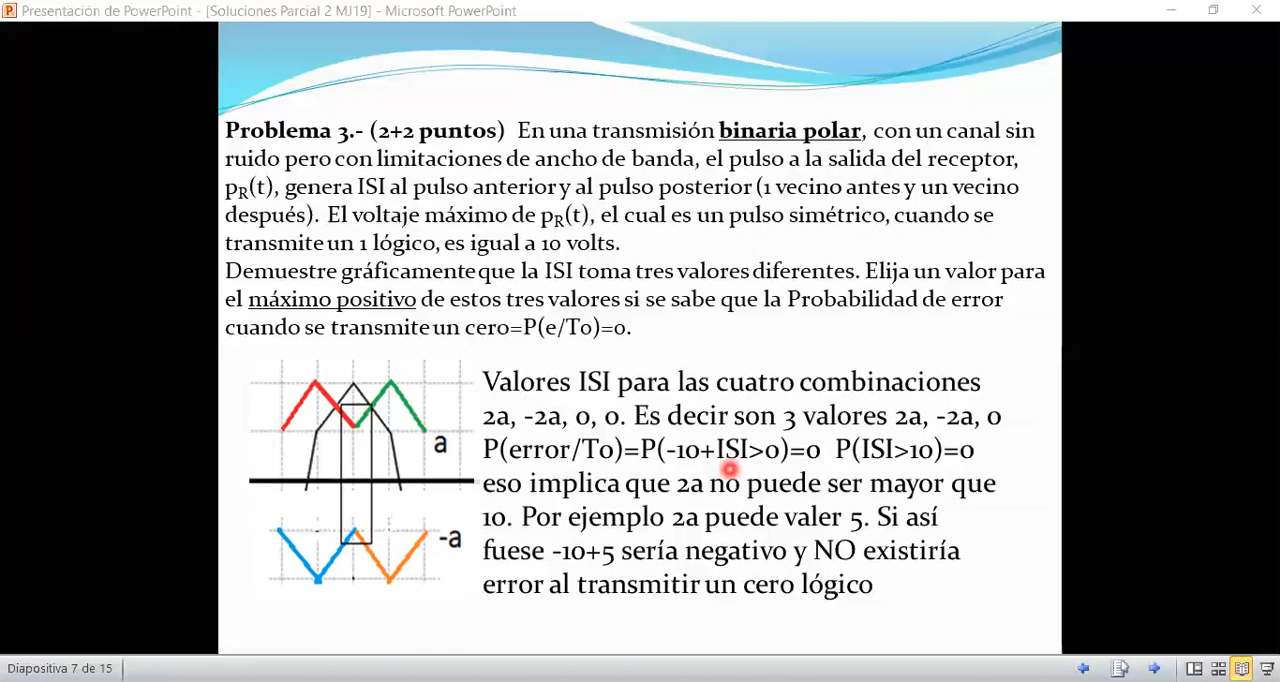 Presentación de PowerPoint - [Soluciones Parcial 2 MJ19] - Microsoft PowerPoint
Problema 3.- (2+2 puntos) En una transmisión binaria polar, con un canal sin
ruido pero con limitaciones de ancho de banda, el pulso a la salida del receptor,
pR(t), genera ISI al pulso anterior y al pulso posterior (1 vecino antes y un vecino
después). El voltaje máximo de pR(t), el cual es un pulso simétrico, cuando se
transmite un 1 lógico, es igual a 10 volts.
Demuestre gráficamente que la ISI toma tres valores diferentes. Elija un valor para
el máximo positivo de estos tres valores si se sabe que la Probabilidad de error
cuando se transmite un cero=P(e/T0)=0.
Valores ISI para las cuatro combinaciones
2a, -2a, 0, 0. Es decir son 3 valores 2a, -2a, 0
P(error/T0)=P(-10+ISI>0)=0 P(ISI>10)=0
eso implica que 2a no puede ser mayor que
10. Por ejemplo 2a puede valer 5. Si así
fuese -10+5 sería negativo y NO existiría
error al transmitir un cero lógico
a
-a
Diapositiva 7 de 15